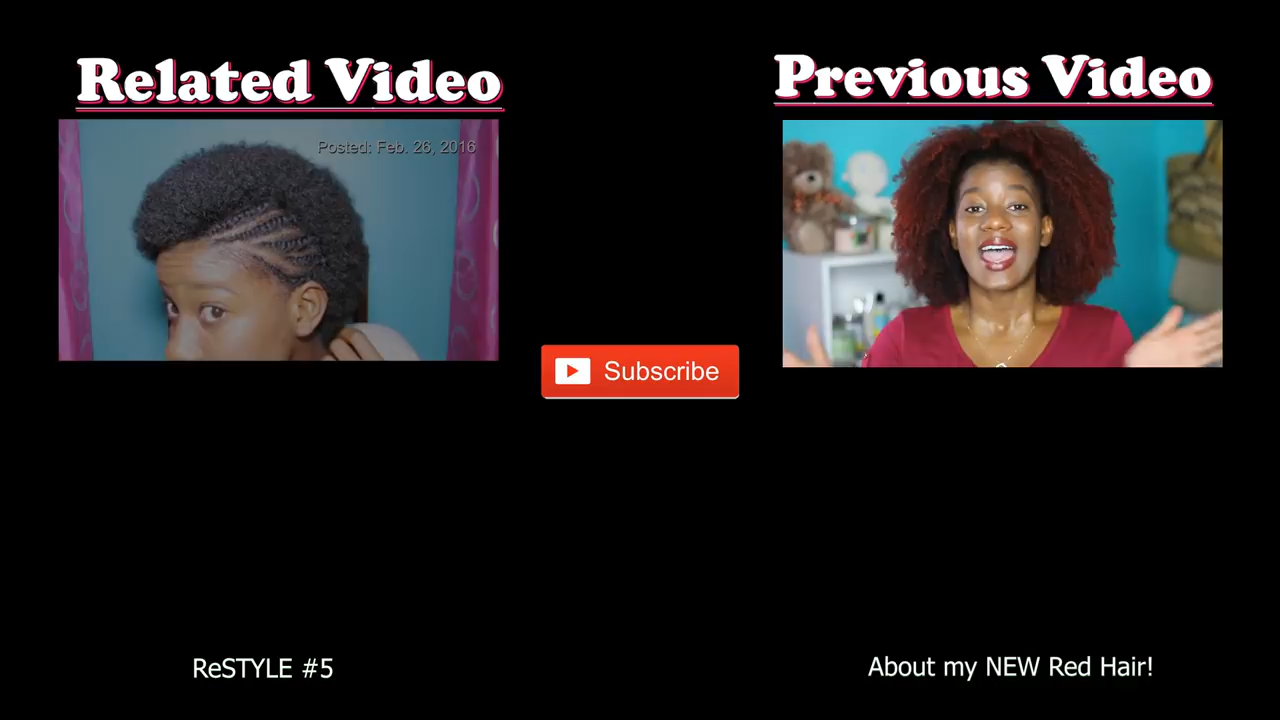 Related Video
Previous Video
Posted: Feb. 26, 2016
Subscribe
ReSTYLE #5
About my NEW Red Hair!